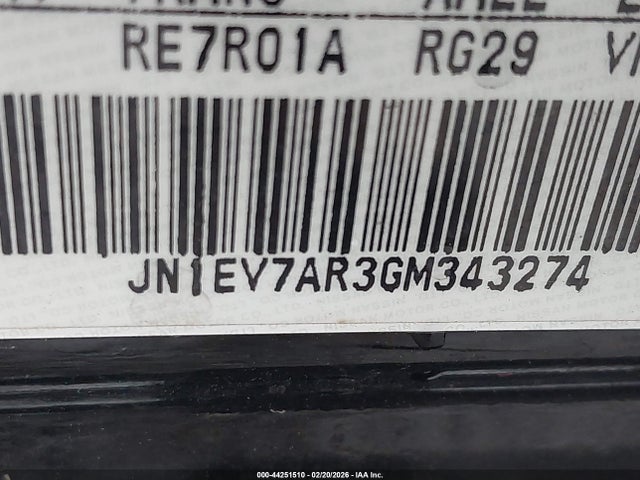 RE7R01A RG29
JN1EV7AR3GM343274
000-44251510 - 02/20/2026 - IAA Inc.